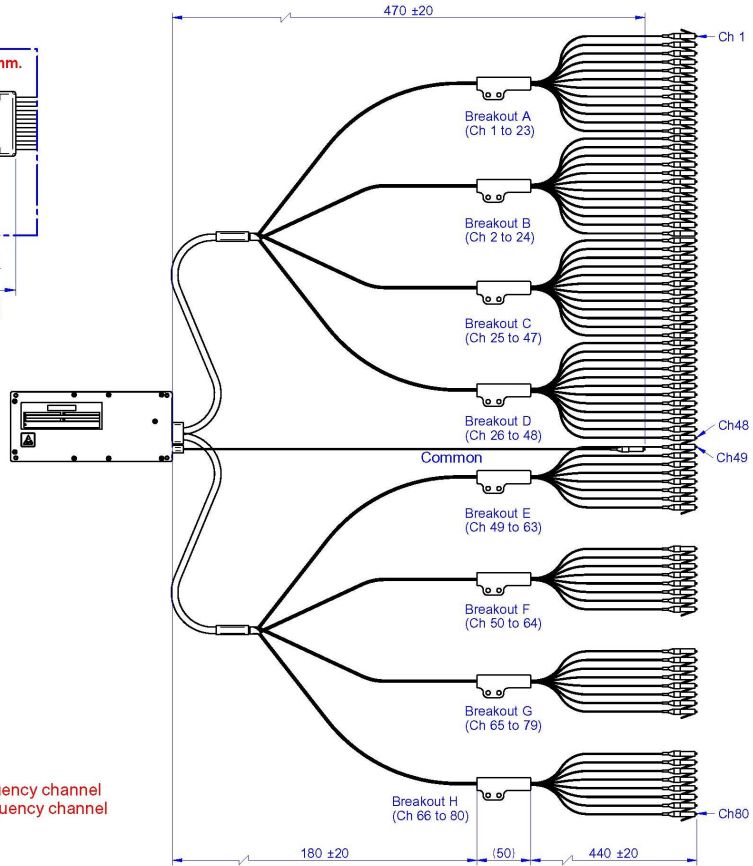 470 ±20
Ch 1
mm.
Breakout A
(Ch 1 to 23)
Breakout B
(Ch 2 to 24)
Breakout C
(Ch 25 to 47)
Breakout D
(Ch 26 to 48)
Ch48
Common
Ch49
Breakout E
(Ch 49 to 63)
Breakout F
(Ch 50 to 64)
Breakout G
(Ch 65 to 79)
Breakout H
(Ch 66 to 80)
uency channel
quency channel
Ch80
180 ±20
(50)
440 ±20